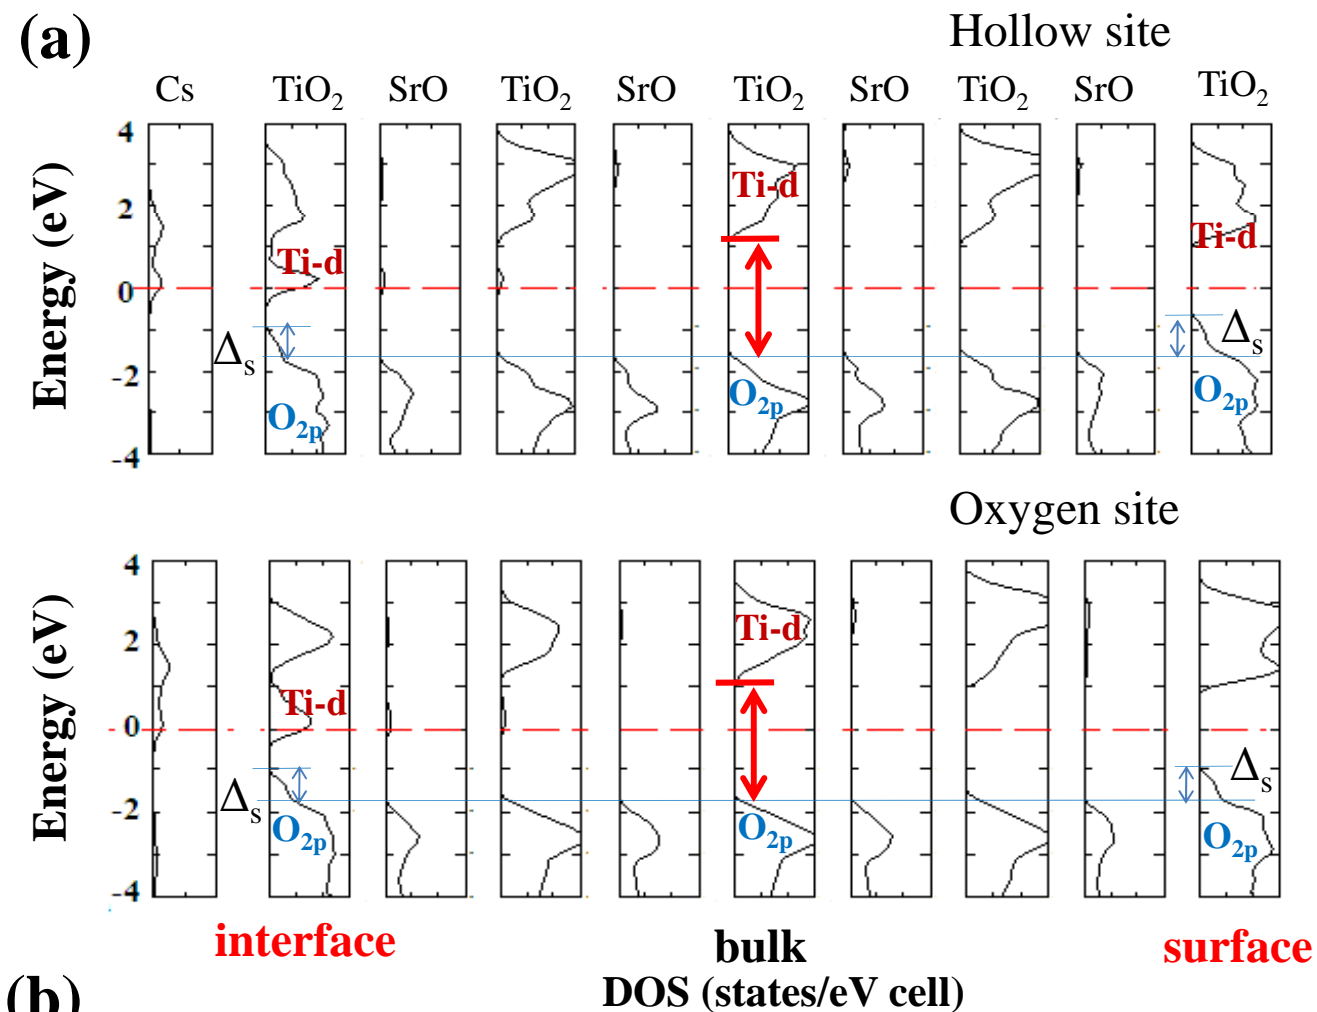 (a)
Hollow site
Cs TiO₂ SrO TiO₂ SrO TiO₂ SrO TiO₂ SrO TiO₂
Energy (eV)
4
2
0
-2
-4
Ti-d
Ti-d
Ti-d
Δₛ
Δₛ
O₂ₚ
O₂ₚ
O₂ₚ
Oxygen site
Energy (eV)
4
2
0
-2
-4
Ti-d
Ti-d
Δₛ
Δₛ
O₂ₚ
O₂ₚ
O₂ₚ
interface bulk surface
DOS (states/eV cell)
(b)